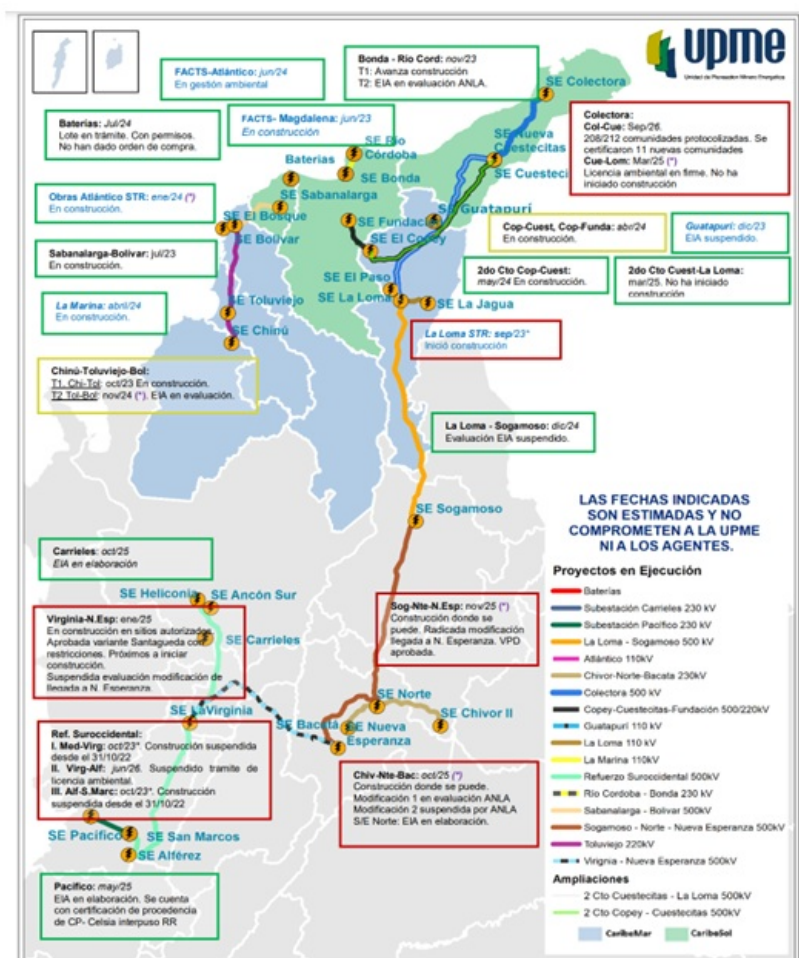 upme
Unidad de Planeación Minero Energética
FACTS-Atlántico: jun/24
En gestión ambiental
Bonda - Río Cord: nov/23
T1: Avanza construcción
T2: EIA en evaluación ANLA.
SE Colectora
Baterías: Jul/24
Lote en trámite. Con permisos.
No han dado orden de compra.
FACTS- Magdalena: jun/23
En construcción
Colectora:
Col-Cue: Sep/26.
208/212 comunidades protocolizadas. Se
certificaron 11 nuevas comunidades
Cue-Lom: Mar/25 (*)
Licencia ambiental en firme. No ha
iniciado construcción
SE Río
Córdoba
SE Nueva
Cuestecitas
Baterías
SE Bonda
SE Cuesteci
Obras Atlántico STR: ene/24 (*)
En construcción.
SE Sabanalarga
SE El Bosque
SE Bolívar
SE Fundación
SE Guatapurí
SE El Copey
Cop-Cuest, Cop-Funda: abr/24
En construcción.
Guatapurí: dic/23
EIA suspendido.
Sabanalarga-Bolívar: jul/23
En construcción.
2do Cto Cop-Cuest:
may/24 En construcción.
2do Cto Cuest-La Loma:
mar/25. No ha iniciado
construcción
SE El Paso
SE La Loma
SE La Jagua
La Marina: abril/24
En construcción.
SE Toluviejo
SE Chinú
La Loma STR: sep/23*
Inició construcción
Chinú-Toluviejo-Bol:
T1. Chi-Tol: oct/23 En construcción.
T2 Tol-Bol: nov/24 (*). EIA en evaluación.
La Loma - Sogamoso: dic/24
Evaluación EIA suspendido.
SE Sogamoso
LAS FECHAS INDICADAS
SON ESTIMADAS Y NO
COMPROMETEN A LA UPME
NI A LOS AGENTES.
Carrieles: oct/25
EIA en elaboración
SE Heliconia
SE Ancón Sur
Virginia-N.Esp: ene/25
En construcción en sitios autorizados
Aprobada variante Santagueda con
restricciones. Próximos a iniciar
construcción.
Suspendida evaluación modificación de
llegada a N. Esperanza.
SE Carrieles
Sog-Nte-N.Esp: nov/25 (*)
Construcción donde se
puede. Radicada modificación
llegada a N. Esperanza. VPD
aprobada.
SE LaVirginia
SE Norte
SE Bacatá
SE Nueva
Esperanza
SE Chivor II
Ref. Suroccidental:
I. Med-Virg: oct/23*. Construcción suspendida
desde el 31/10/22
II. Virg-Alf: jun/26. Suspendido tramite de
licencia ambiental.
III. Alf-S.Marc: oct/23*. Construcción
suspendida desde el 31/10/22
Chiv-Nte-Bac: oct/25 (*)
Construcción donde se puede.
Modificación 1 en evaluación ANLA
Modificación 2 suspendida por ANLA
S/E Norte: EIA en elaboración.
SE Pacífico
SE San Marcos
SE Alférez
Pacífico: may/25
EIA en elaboración. Se cuenta
con certificación de procedencia
de CP- Celsia interpuso RR
Proyectos en Ejecución
Baterías
Subestación Carrieles 230 kV
Subestación Pacífico 230 kV
La Loma - Sogamoso 500 kV
Atlántico 110kV
Chivor-Norte-Bacata 230kV
Colectora 500 kV
Copey-Cuestecitas-Fundación 500/220kV
Guatapurí 110 kV
La Loma 110 kV
La Marina 110kV
Refuerzo Suroccidental 500kV
Río Cordoba - Bonda 230 kV
Sabanalarga - Bolivar 500kV
Sogamoso - Norte - Nueva Esperanza 500kV
Toluviejo 220kV
Virignia - Nueva Esperanza 500kV
Ampliaciones
2 Cto Cuestecitas - La Loma 500kV
2 Cto Copey - Cuestecitas 500kV
CaribeMar
CaribeSol